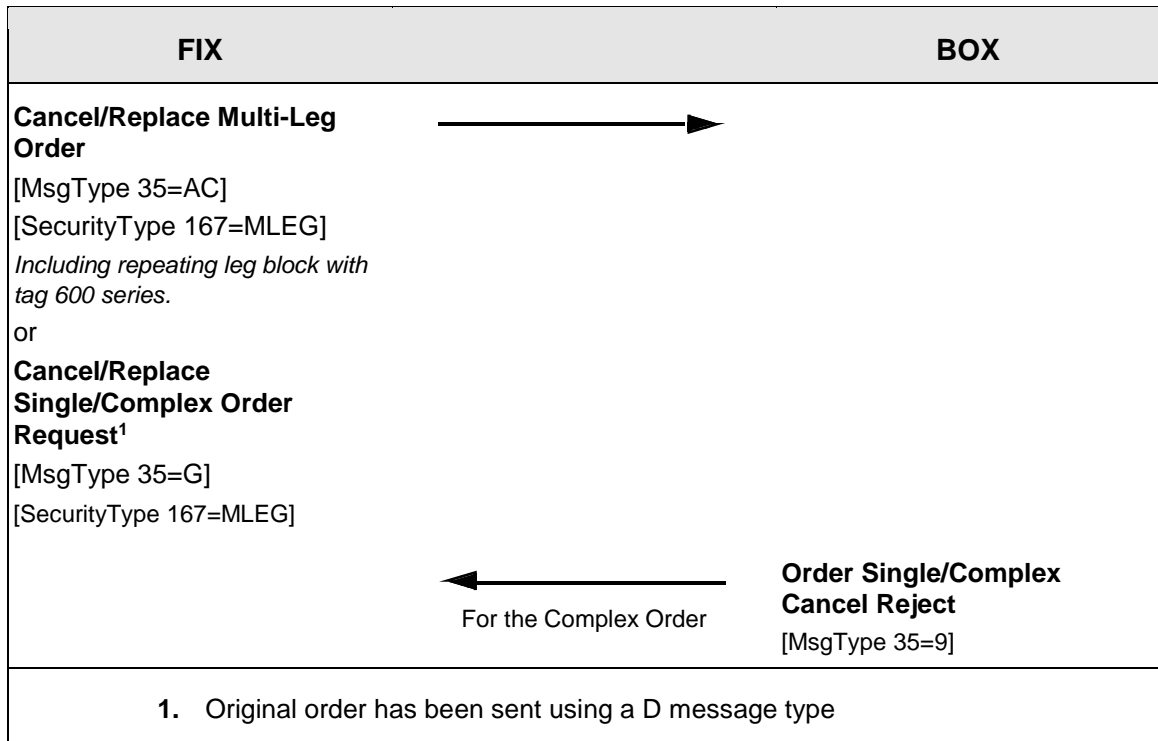 FIX
BOX
Cancel/Replace Multi-Leg
Order
[MsgType 35=AC]
[SecurityType 167=MLEG]
Including repeating leg block with
tag 600 series.
or
Cancel/Replace
Single/Complex Order
Request1
[MsgType 35=G]
[SecurityType 167=MLEG]
For the Complex Order
Order Single/Complex
Cancel Reject
[MsgType 35=9]
1. Original order has been sent using a D message type